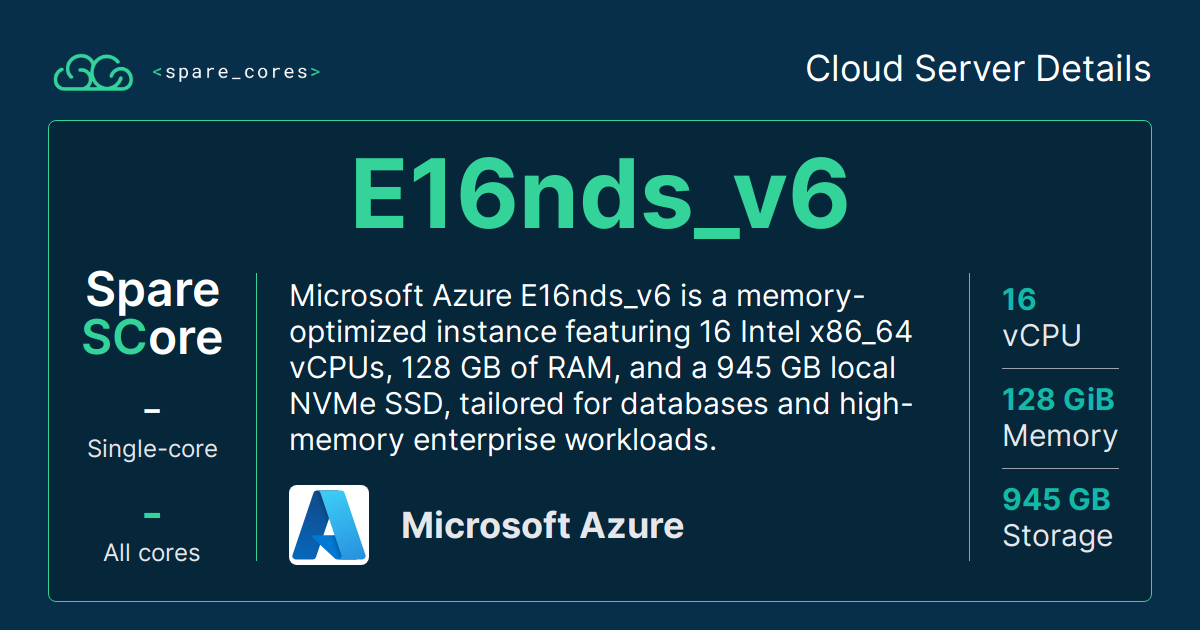 <spare_cores>
Cloud Server Details
E16nds_v6
Spare
SCore
–
Single-core
–
All cores
Microsoft Azure E16nds_v6 is a memory-
optimized instance featuring 16 Intel x86_64
vCPUs, 128 GB of RAM, and a 945 GB local
NVMe SSD, tailored for databases and high-
memory enterprise workloads.
Microsoft Azure
16
vCPU
128 GiB
Memory
945 GB
Storage